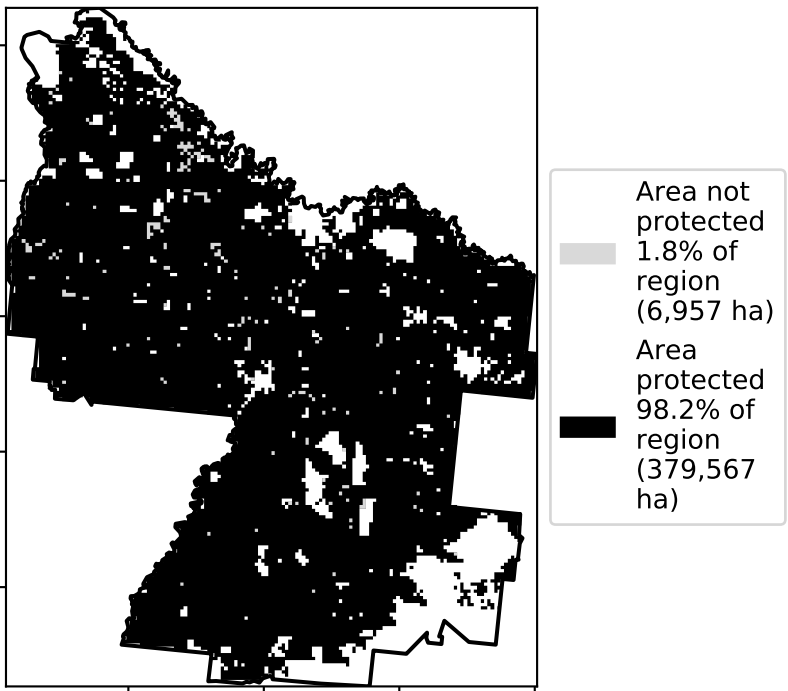 Area not
protected
1.8% of
region
(6,957 ha)
Area
protected
98.2% of
region
(379,567
ha)